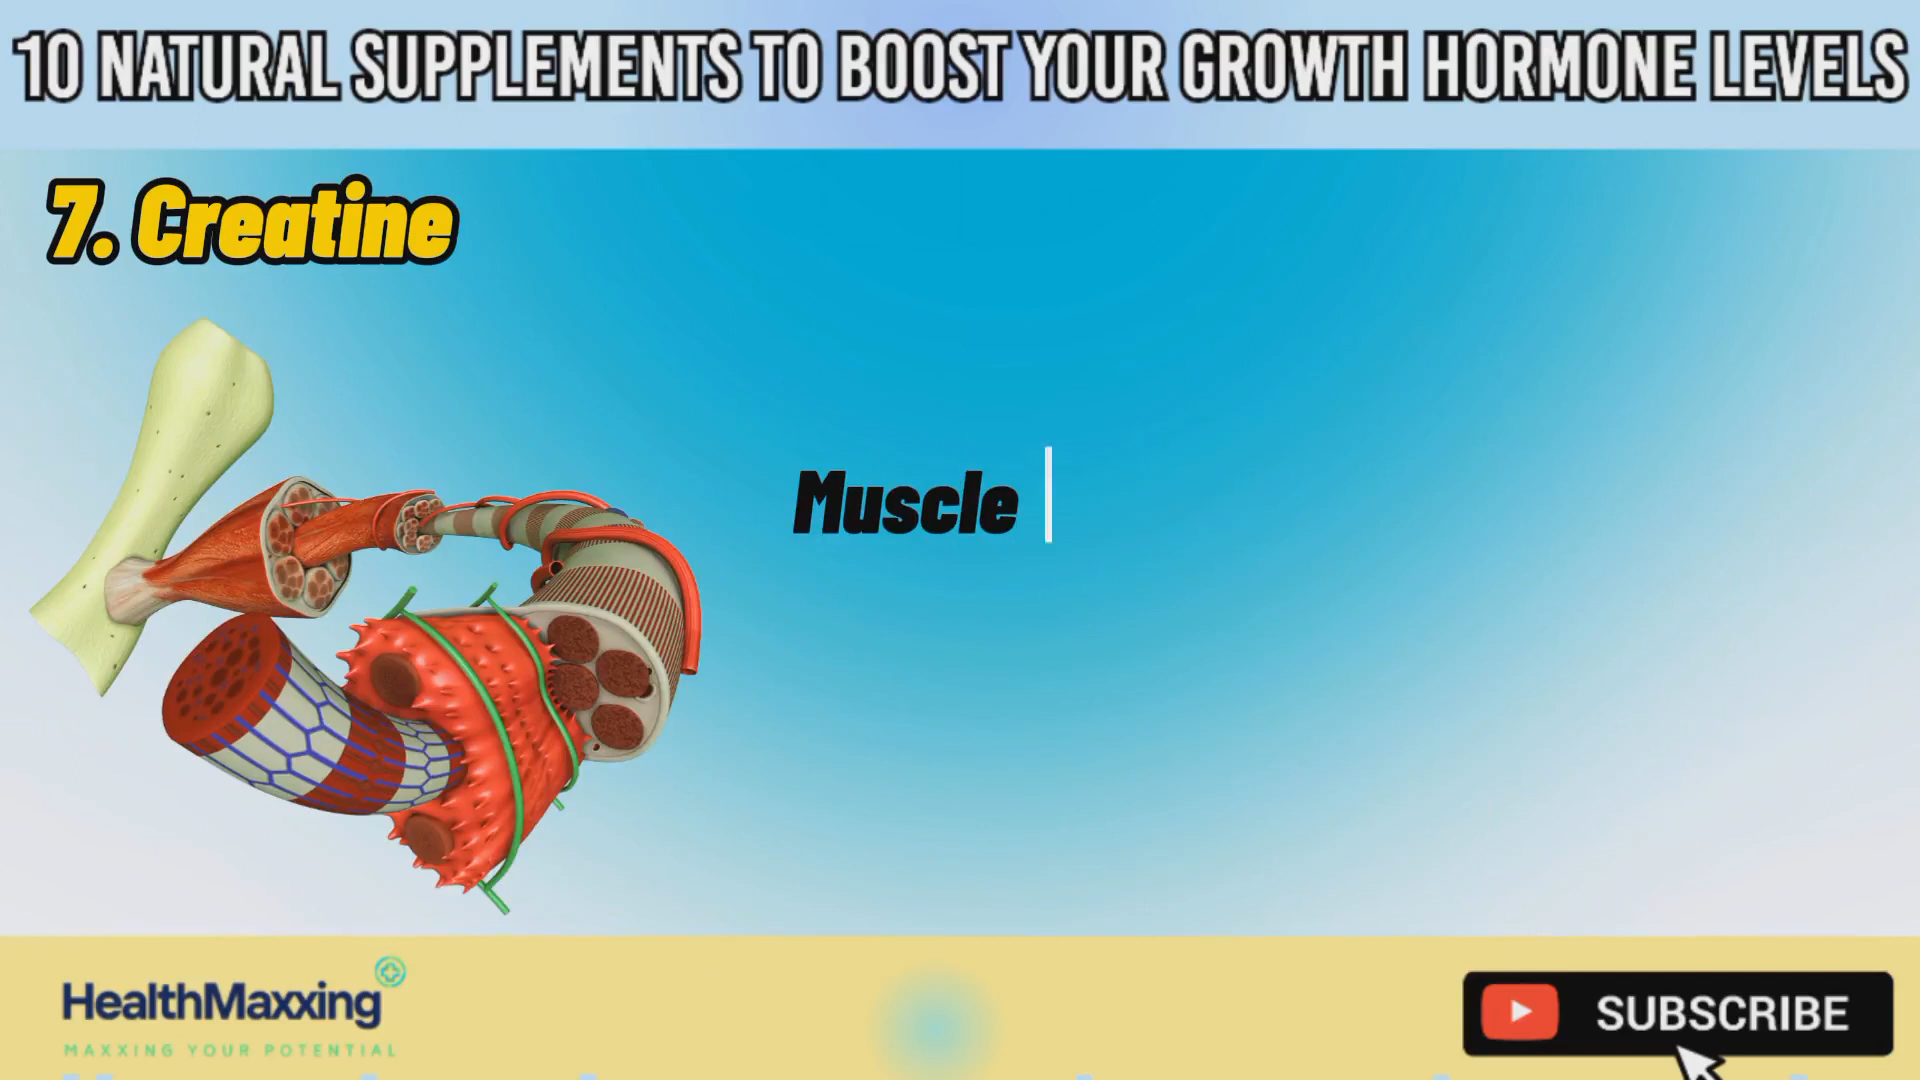 10 NATURAL SUPPLEMENTS TO BOOST YOUR GROWTH HORMONE LEVELS
7. Creatine
Muscle
HealthMaxxing
MAXXING YOUR POTENTIAL
SUBSCRIBE